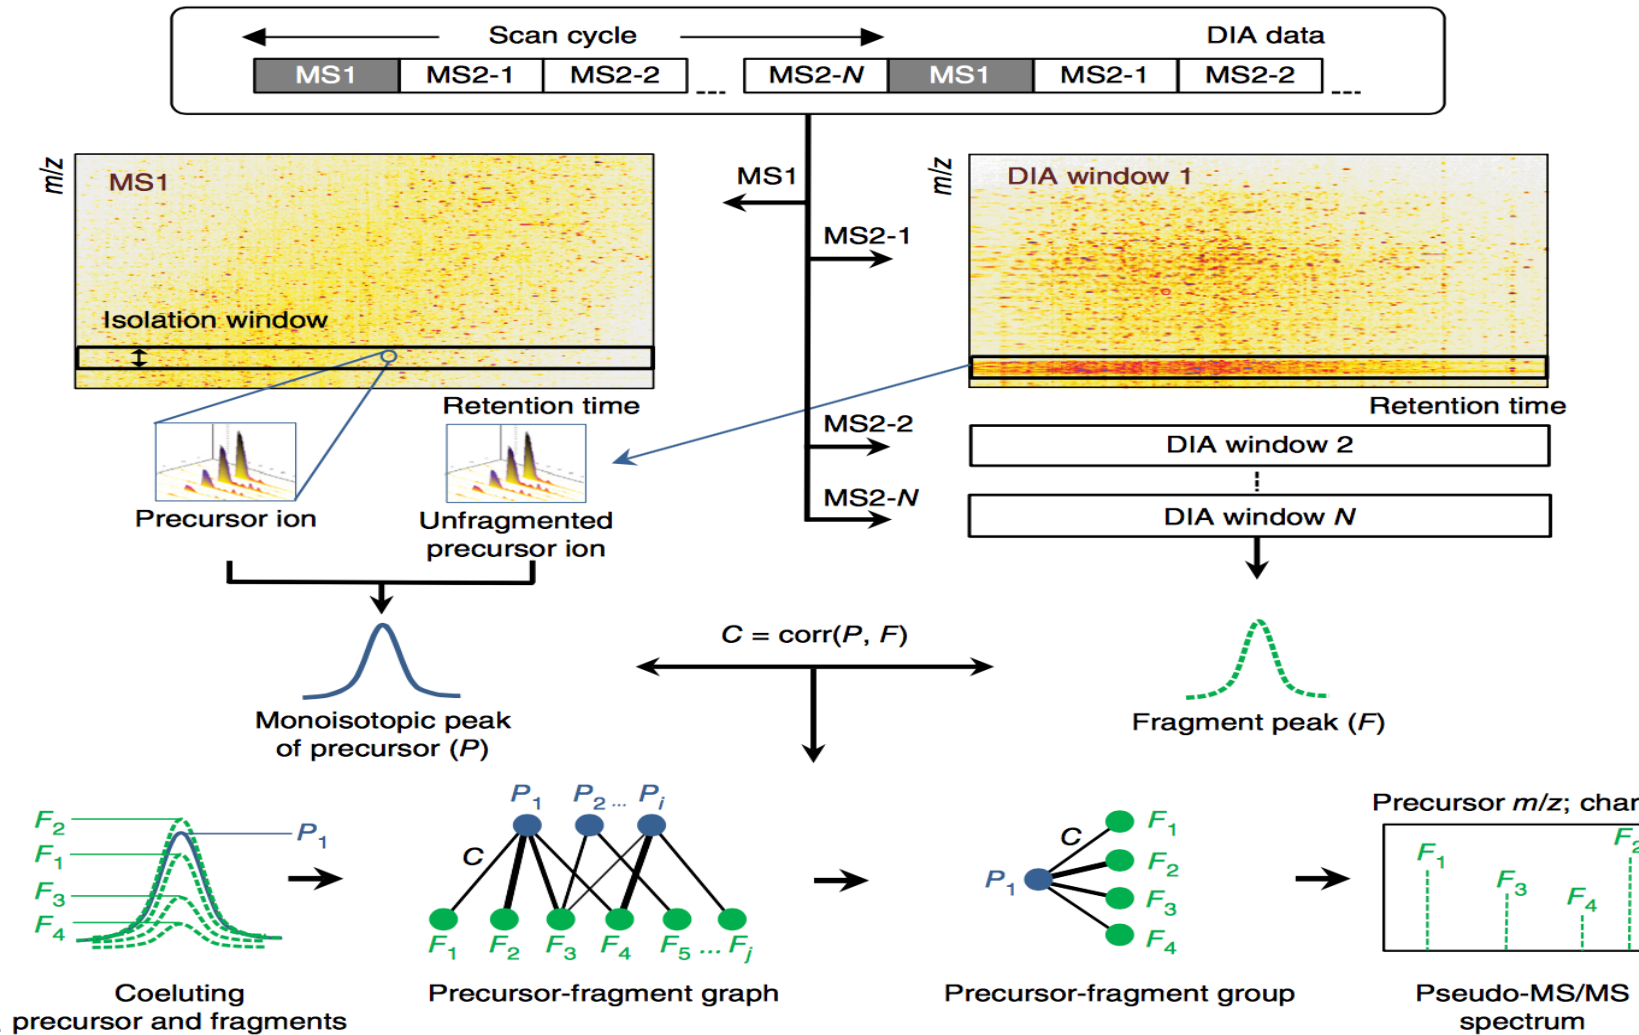 Scan cycle
DIA data
MS1 MS2-1 MS2-2 MS2-N MS1 MS2-1 MS2-2
m/z
MS1
Isolation window
Retention time
MS1
MS2-1
MS2-2
MS2-N
m/z
DIA window 1
Retention time
DIA window 2
DIA window N
Precursor ion
Unfragmented
precursor ion
C = corr(P, F)
Monoisotopic peak
of precursor (P)
Fragment peak (F)
F2
P1
F1
F3
F4
Coeluting
precursor and fragments
P1 P2 ... Pi
C
F1 F2 F3 F4 F5 ... Fj
Precursor-fragment graph
P1
C
F1
F2
F3
F4
Precursor-fragment group
Precursor m/z; char
F1
F3
F4
F2
Pseudo-MS/MS
spectrum